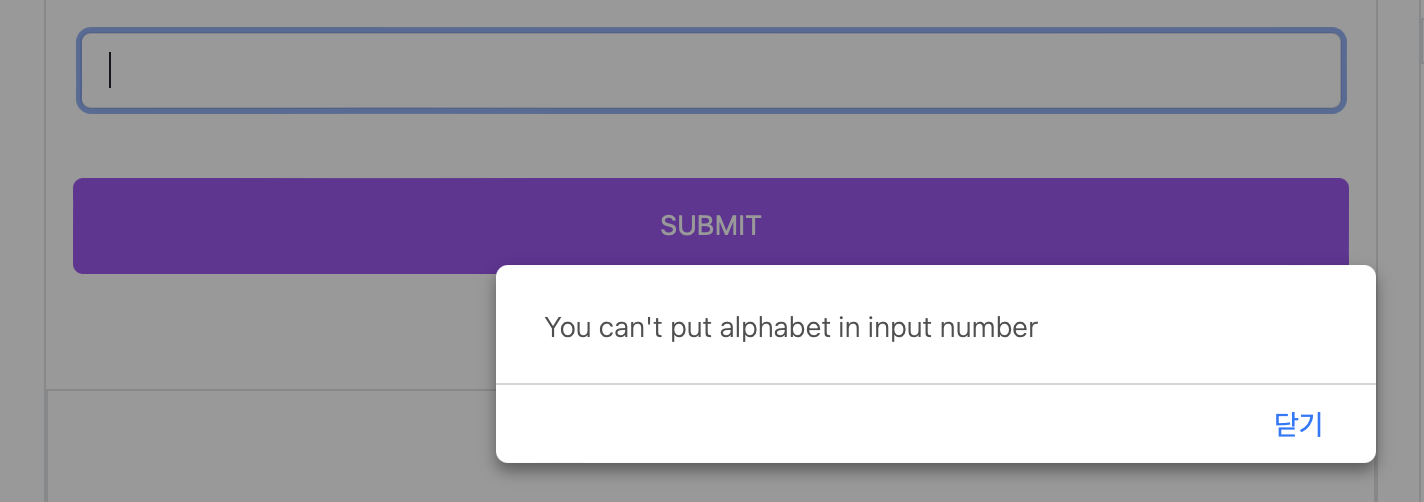 SUBMIT
You can't put alphabet in input number
닫기